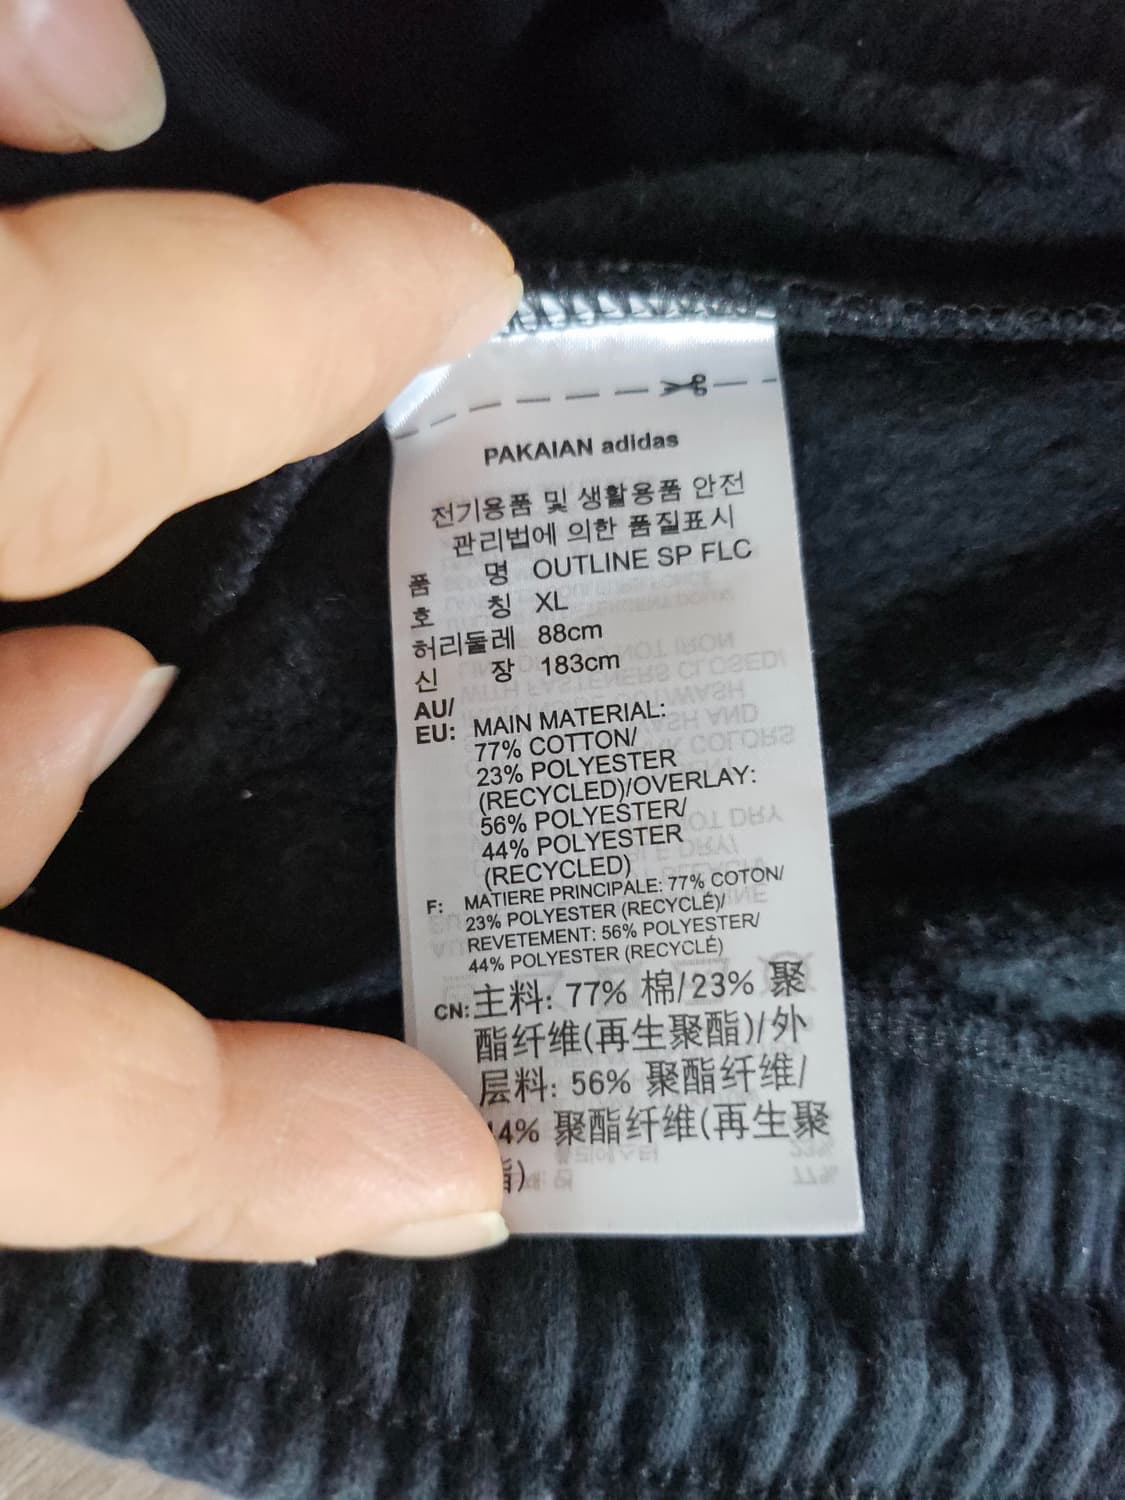 PAKAIAN adidas
전기용품 및 생활용품 안전
관리법에 의한 품질표시
품 명 OUTLINE SP FLC
호 칭 XL
허리둘레 88cm
신 장 183cm
AU/
EU: MAIN MATERIAL:
77% COTTON/
23% POLYESTER
(RECYCLED)/OVERLAY:
56% POLYESTER/
44% POLYESTER
(RECYCLED)
F: MATIERE PRINCIPALE: 77% COTON/
23% POLYESTER (RECYCLÉ)/
REVETEMENT: 56% POLYESTER/
44% POLYESTER (RECYCLÉ)
CN: 主料: 77% 棉/23% 聚
酯纤维(再生聚酯)/外
层料: 56% 聚酯纤维/
44% 聚酯纤维(再生聚
酯)